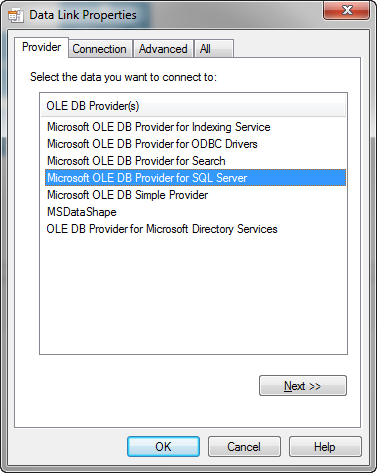 Data Link Properties
Provider Connection Advanced All
Select the data you want to connect to:
OLE DB Provider(s)
Microsoft OLE DB Provider for Indexing Service
Microsoft OLE DB Provider for ODBC Drivers
Microsoft OLE DB Provider for Search
Microsoft OLE DB Provider for SQL Server
Microsoft OLE DB Simple Provider
MSDataShape
OLE DB Provider for Microsoft Directory Services
Next >>
OK Cancel Help